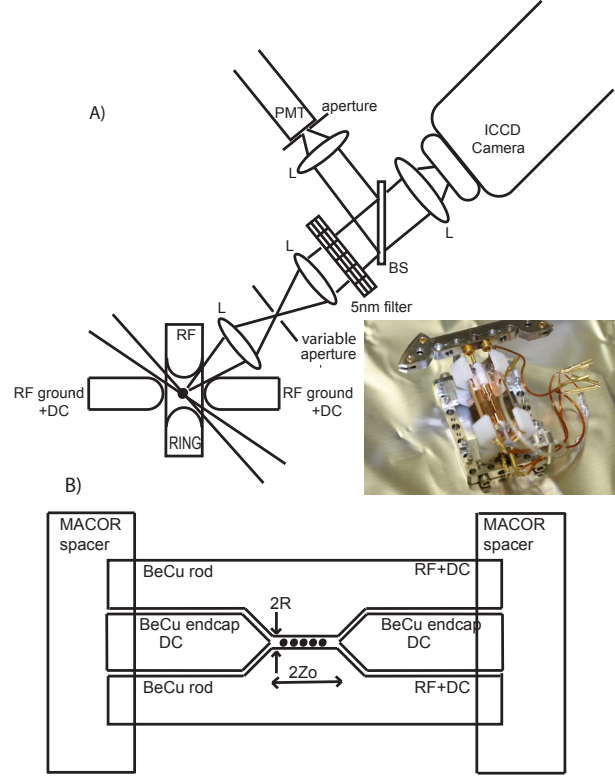 A)
PMT
aperture
ICCD
Camera
L
L
L
BS
5nm filter
L
variable
aperture
RF
RF ground
+DC
RF ground
+DC
RING
B)
MACOR
spacer
MACOR
spacer
BeCu rod
RF+DC
2R
BeCu endcap
DC
BeCu endcap
DC
2Zo
BeCu rod
RF+DC